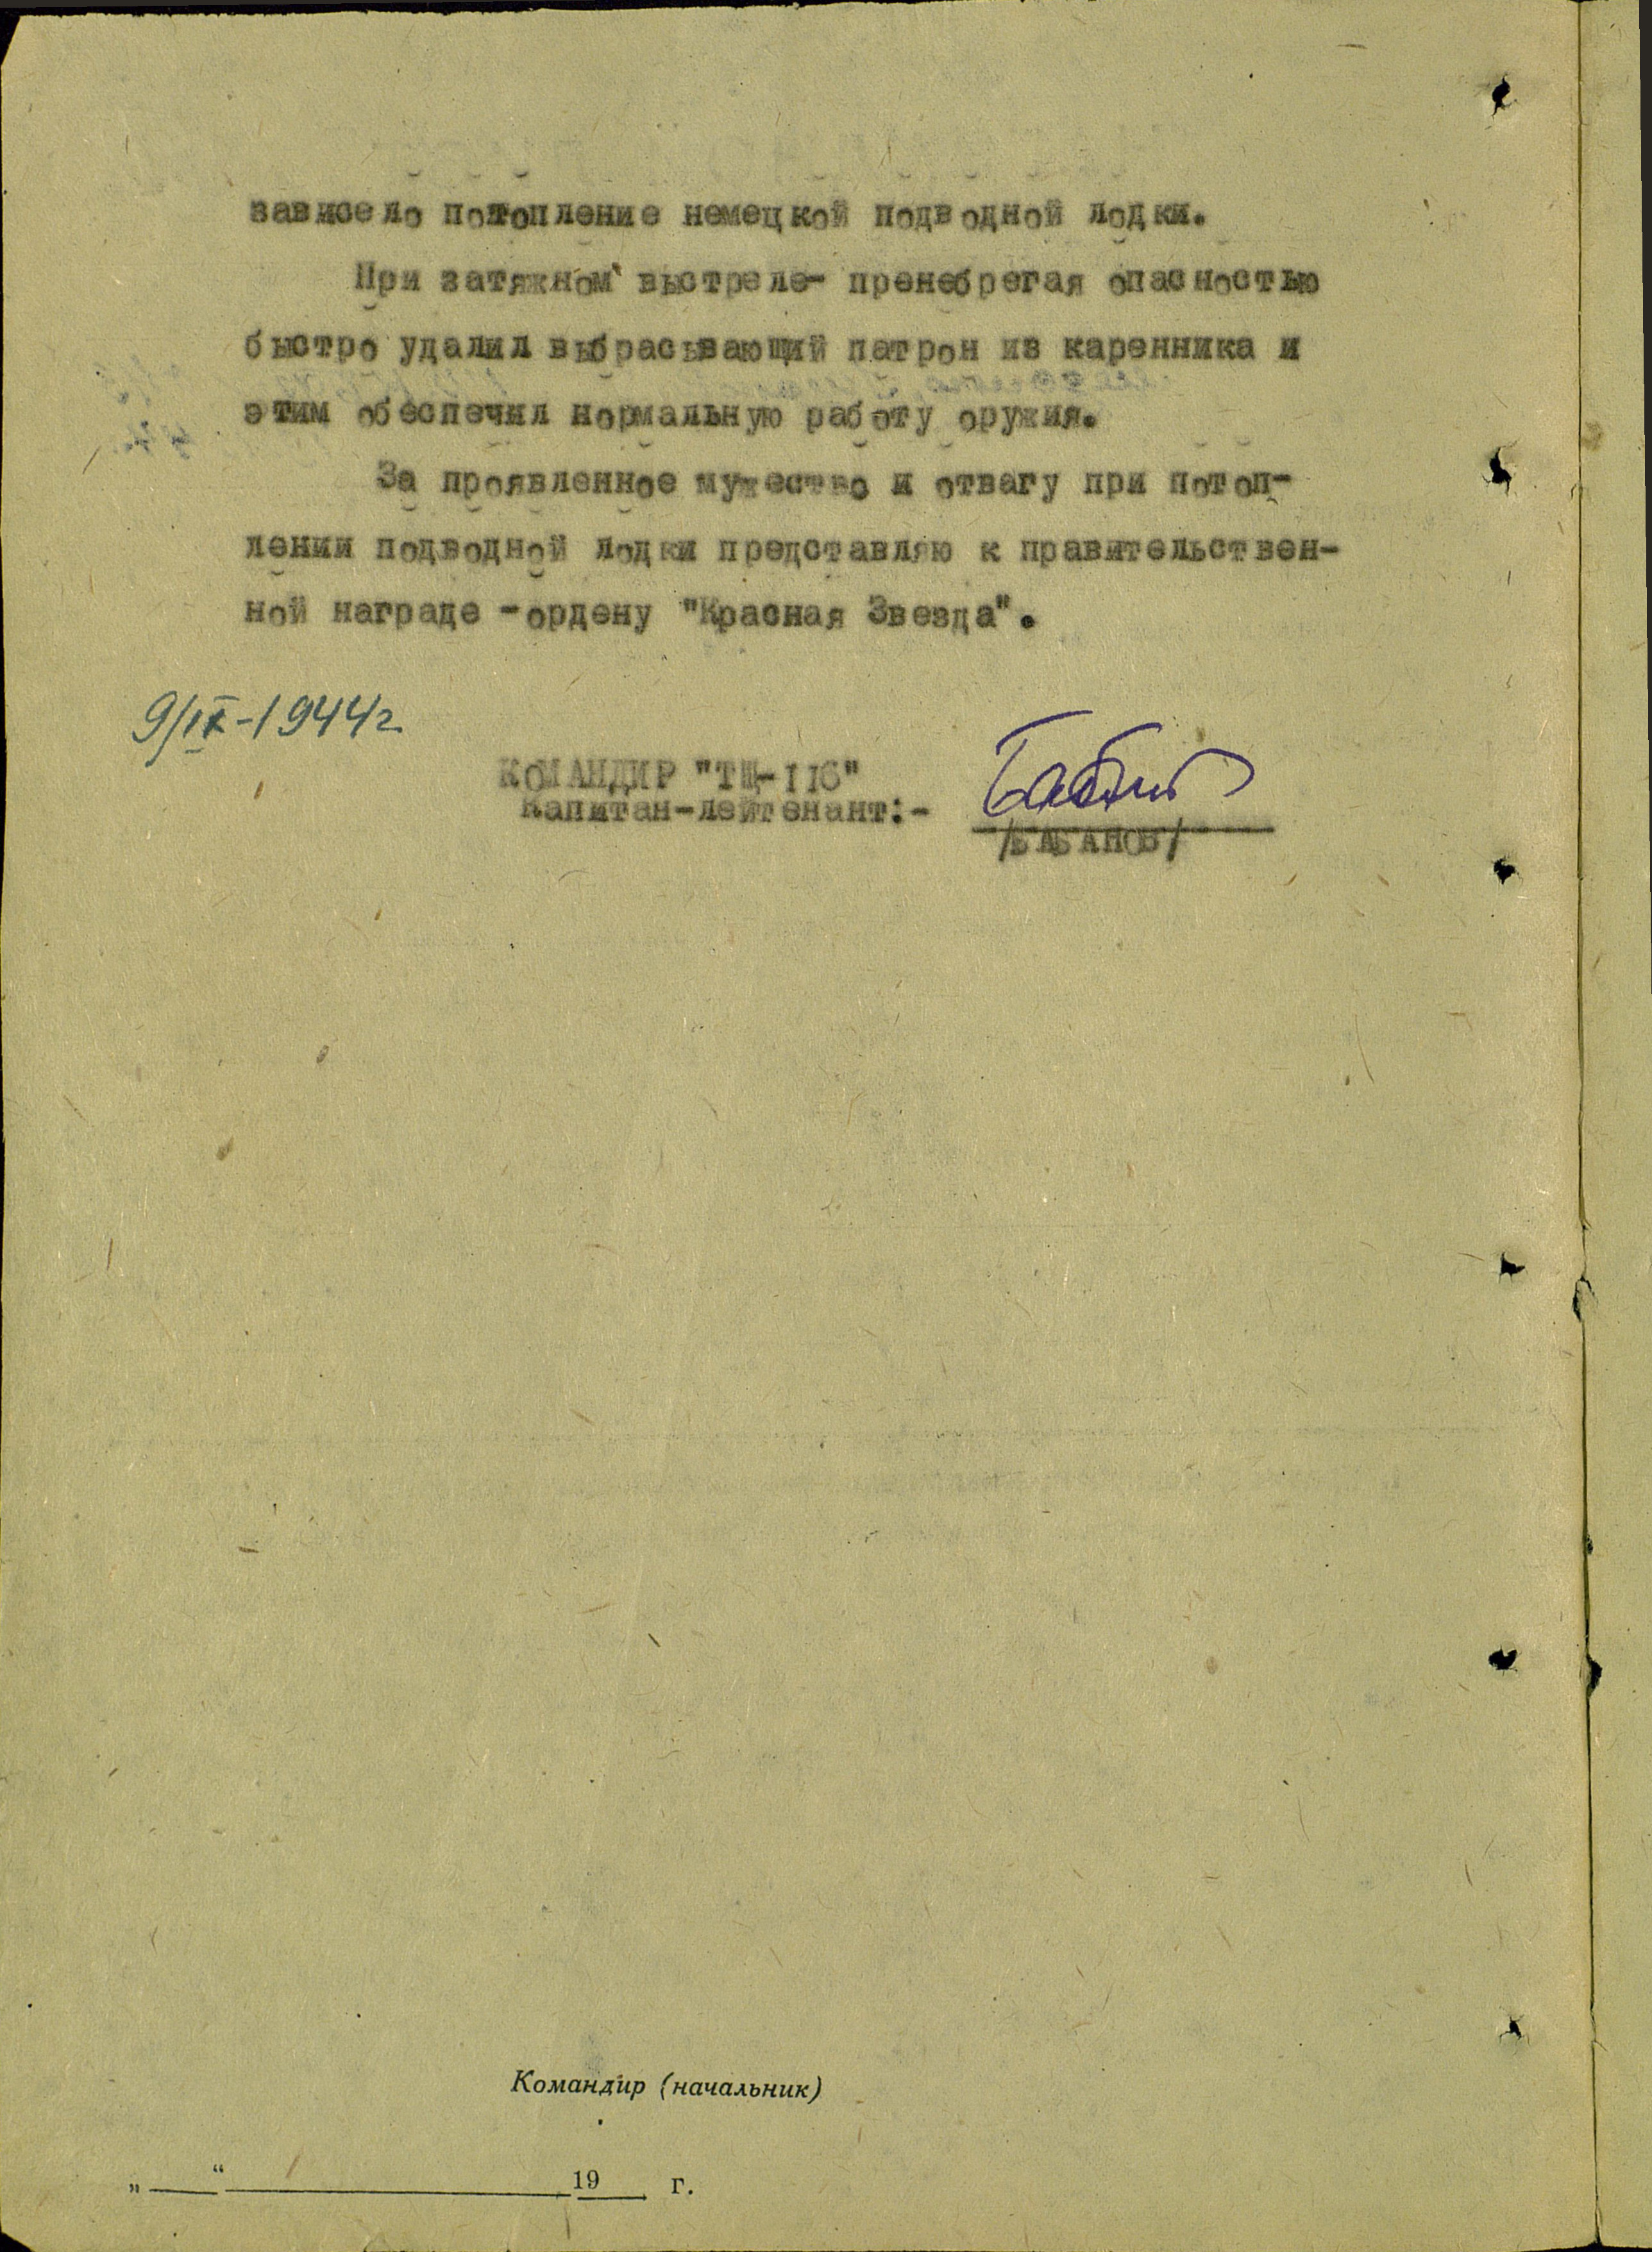 зависело потопление немецкой подводной лодки.
При затяжном выстреле- пренебрегая опасностью
быстро удалил выбрасывающий патрон из каренника и
этим обеспечил нормальную работу оружия.
За проявленное мужество и отвагу при потоп-
лении подводной лодки представляю к правительствен-
ной награде -ордену "Красная Звезда".
9/IX-1944г
КОМАНДИР "ТЩ-116"
Капитан-лейтенант:-
/БАБАНОВ/
Командир (начальник)
„ “ 19 г.